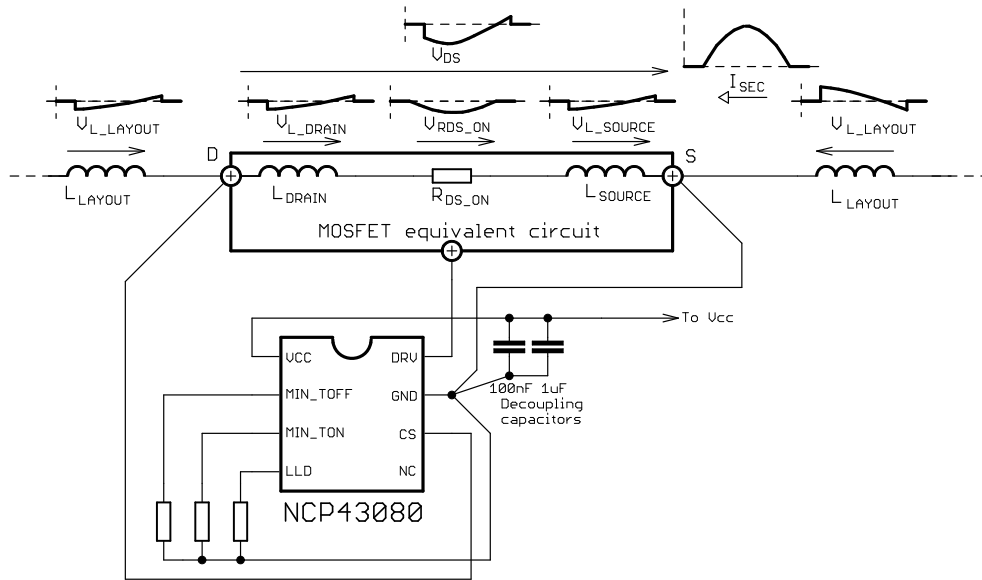 V_DS
I_SEC
V_L_LAYOUT
V_L_DRAIN
V_RDS_ON
V_L_SOURCE
V_L_LAYOUT
D
S
L_LAYOUT
L_DRAIN
R_DS_ON
L_SOURCE
L_LAYOUT
MOSFET equivalent circuit
To Vcc
VCC
DRV
MIN_TOFF
GND
MIN_TON
CS
LLD
NC
100nF 1uF
Decoupling
capacitors
NCP43080